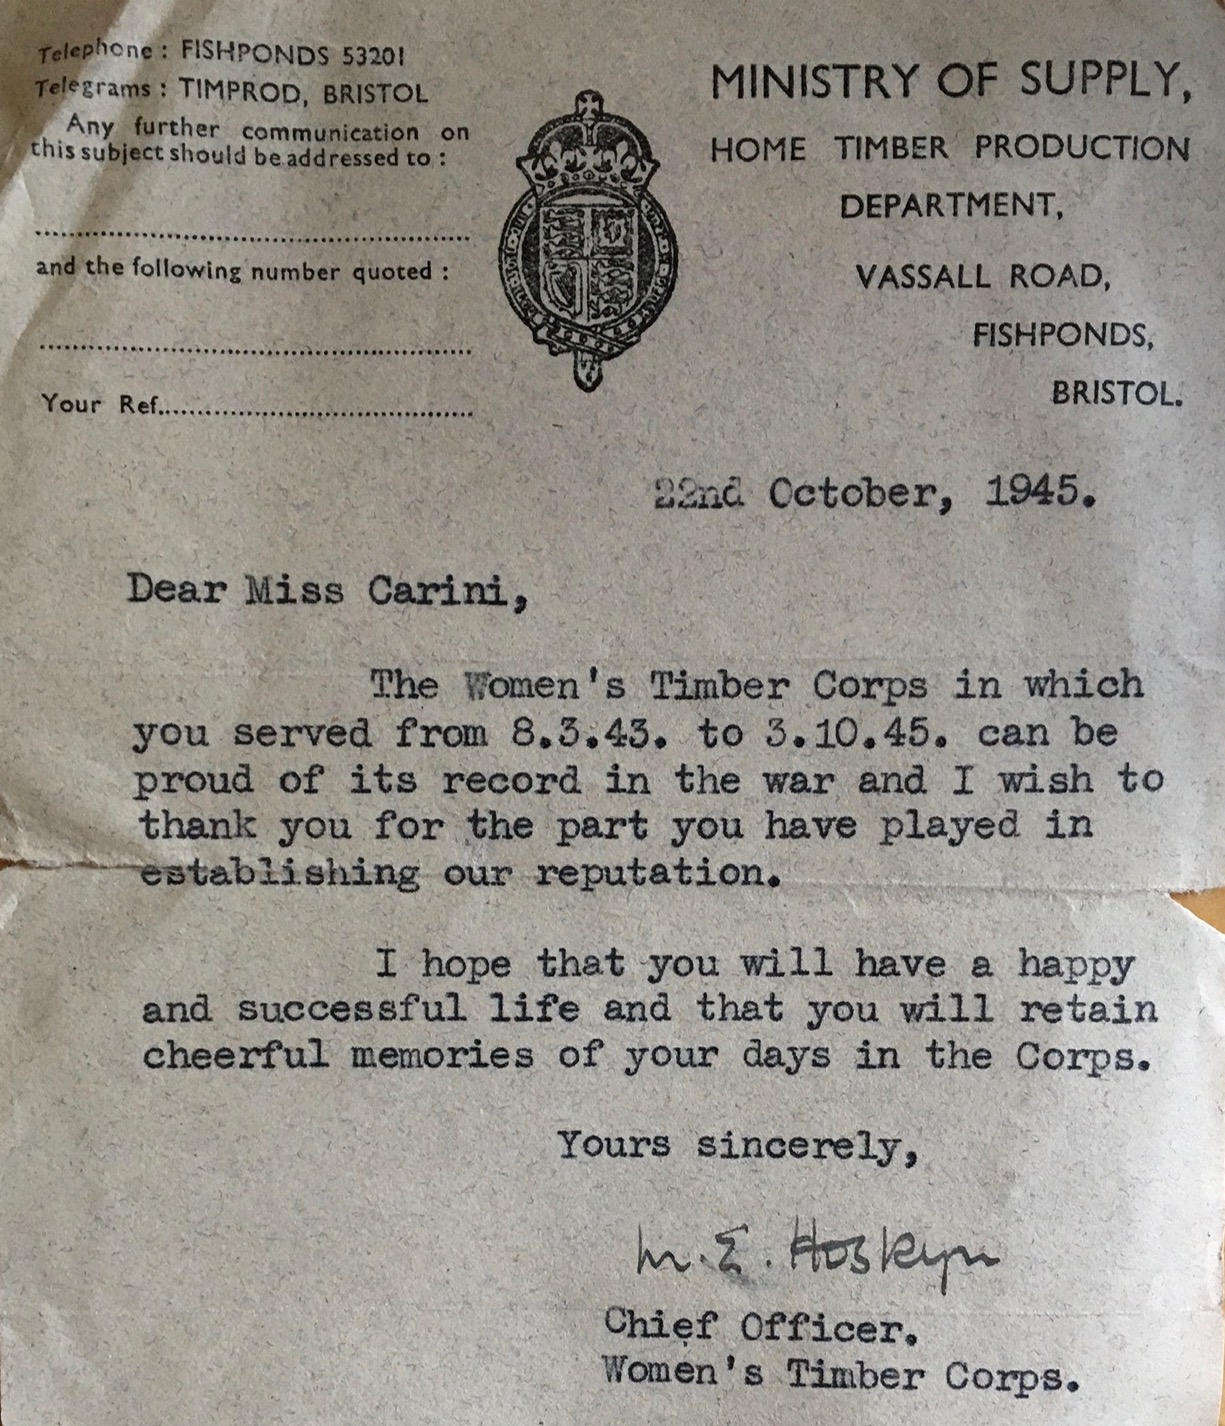 Telephone : FISHPONDS 53201
Telegrams : TIMPROD, BRISTOL
Any further communication on
this subject should be addressed to :
and the following number quoted :
Your Ref.
MINISTRY OF SUPPLY,
HOME TIMBER PRODUCTION
DEPARTMENT,
VASSALL ROAD,
FISHPONDS,
BRISTOL.
22nd October, 1945.
Dear Miss Carini,
The Women's Timber Corps in which
you served from 8.3.43. to 3.10.45. can be
proud of its record in the war and I wish to
thank you for the part you have played in
establishing our reputation.
I hope that you will have a happy
and successful life and that you will retain
cheerful memories of your days in the Corps.
Yours sincerely,
M. E. Hoskyn
Chief Officer.
Women's Timber Corps.